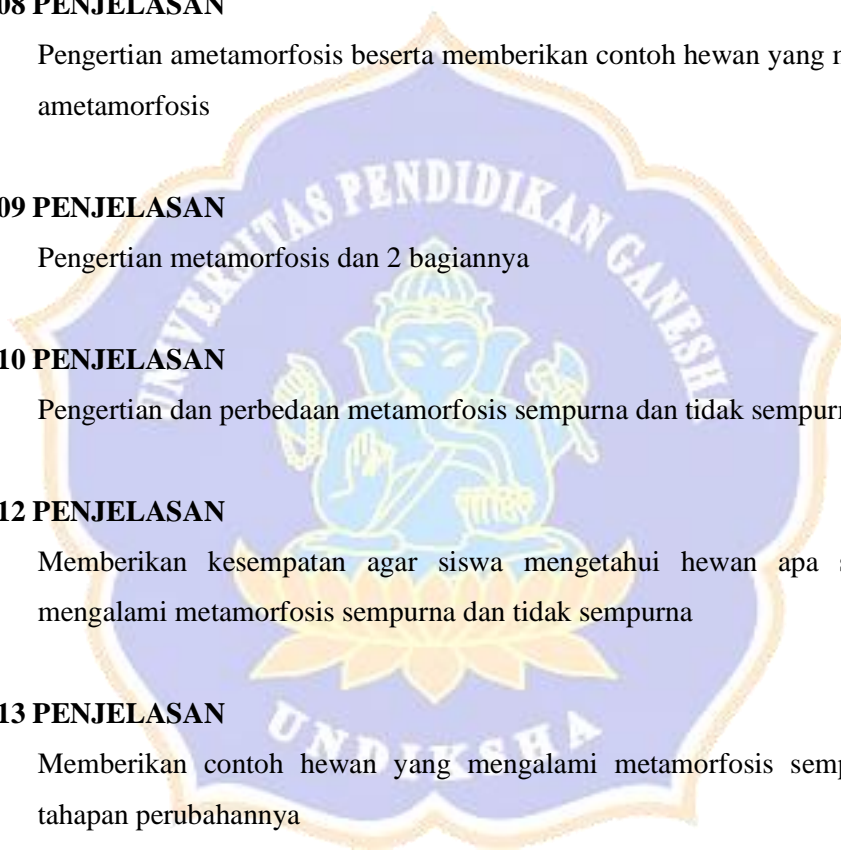 08 PENJELASAN
Pengertian ametamorfosis beserta memberikan contoh hewan yang
ametamorfosis
09 PENJELASAN
Pengertian metamorfosis dan 2 bagiannya
10 PENJELASAN
Pengertian dan perbedaan metamorfosis sempurna dan tidak
12 PENJELASAN
Memberikan kesempatan agar siswa mengetahui hewan apa
mengalami metamorfosis sempurna dan tidak sempurna
13 PENJELASAN
Memberikan contoh hewan yang mengalami metamorfosis
tahapan perubahannya
UNIVERSITAS PENDIDIKAN GANESHA
UNDIKSHA